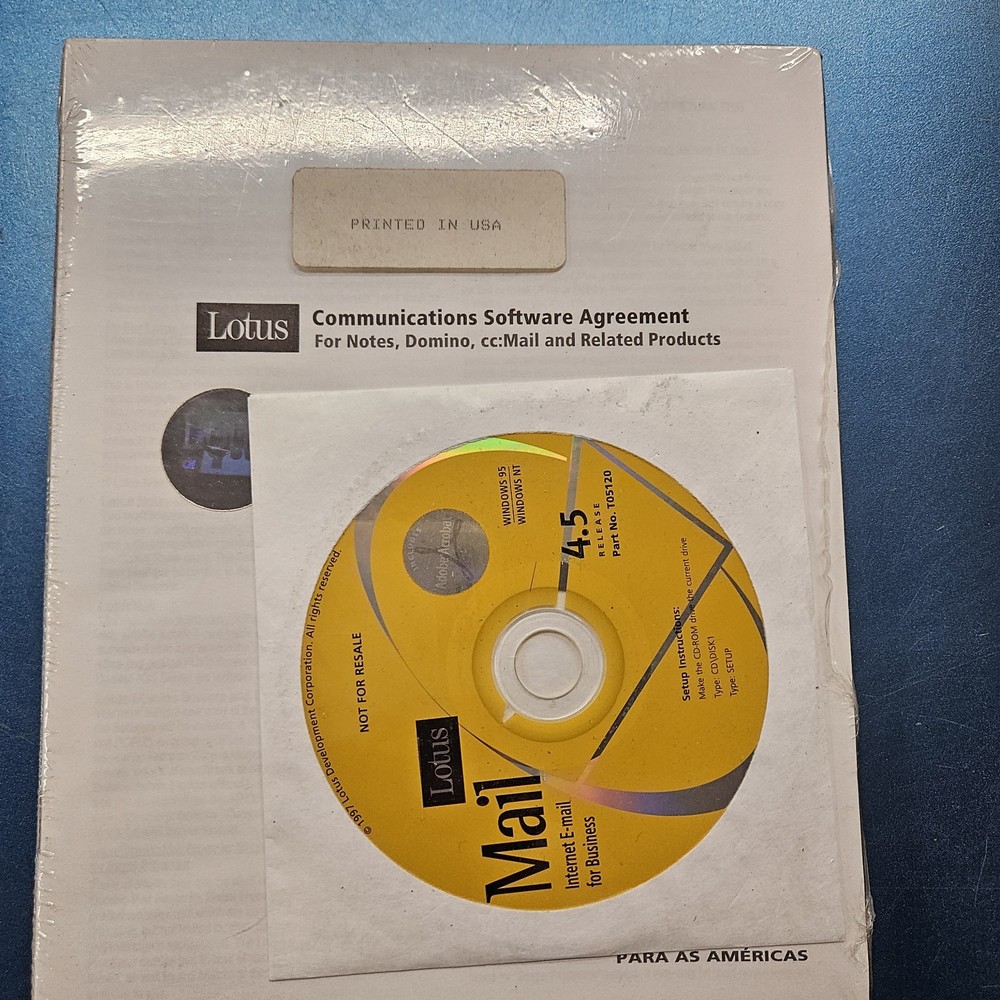 PRINTED IN USA
Lotus
Communications Software Agreement
For Notes, Domino, cc:Mail and Related Products
WINDOWS 95
WINDOWS NT
4.5
RELEASE
Part No. T05120
INCLUDES
Adobe Acrobat
NOT FOR RESALE
© 1997 Lotus Development Corporation. All rights reserved.
Setup Instructions:
Make the CD-ROM drive the current drive
Type: CD\DISK1
Type: SETUP
Lotus
Mail
Internet E-mail
for Business
PARA AS AMÉRICAS